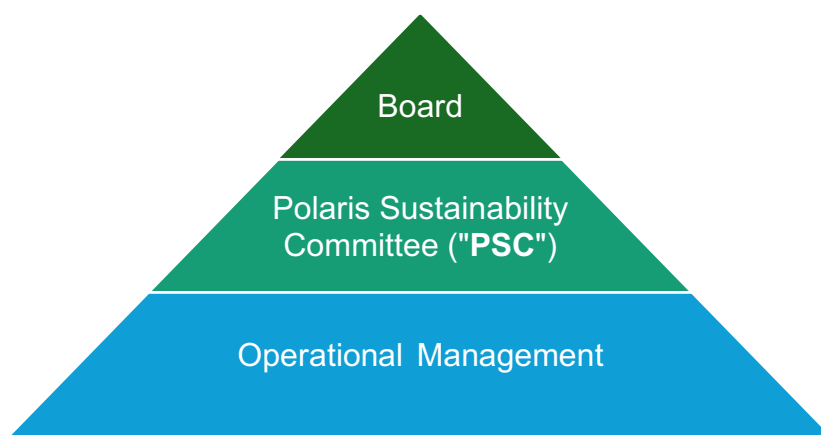 Board
Polaris Sustainability
Committee ("PSC")
Operational Management